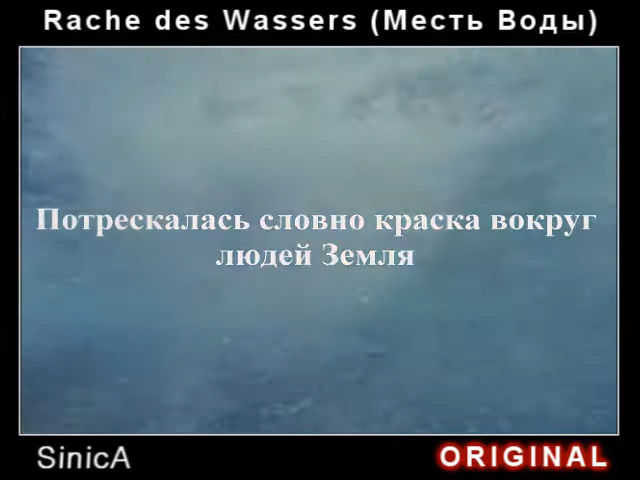 Rache des Wassers (Месть Воды)
Потрескалась словно краска вокруг
людей Земля
SinicA
ORIGINAL